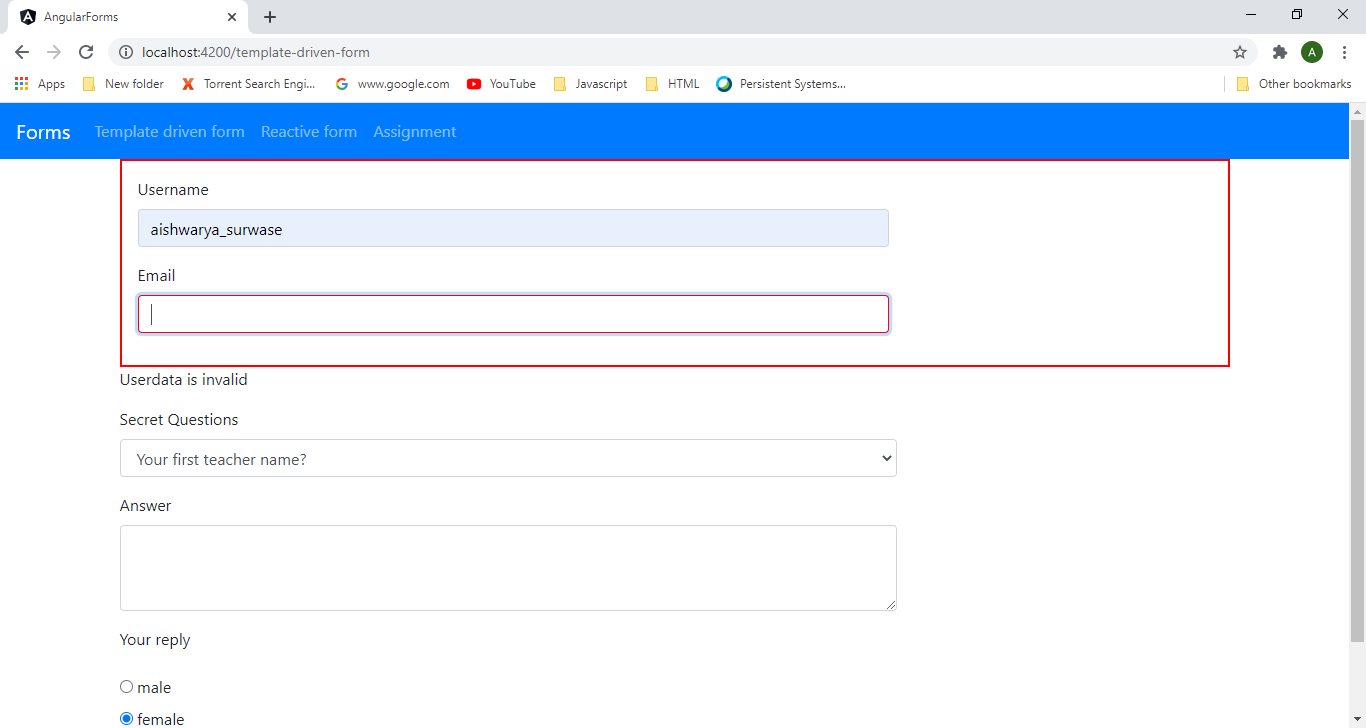 AngularForms
localhost:4200/template-driven-form
A
Apps New folder Torrent Search Engi... www.google.com YouTube Javascript HTML Persistent Systems... Other bookmarks
Forms Template driven form Reactive form Assignment
Username
aishwarya_surwase
Email
Userdata is invalid
Secret Questions
Your first teacher name?
Answer
Your reply
male
female